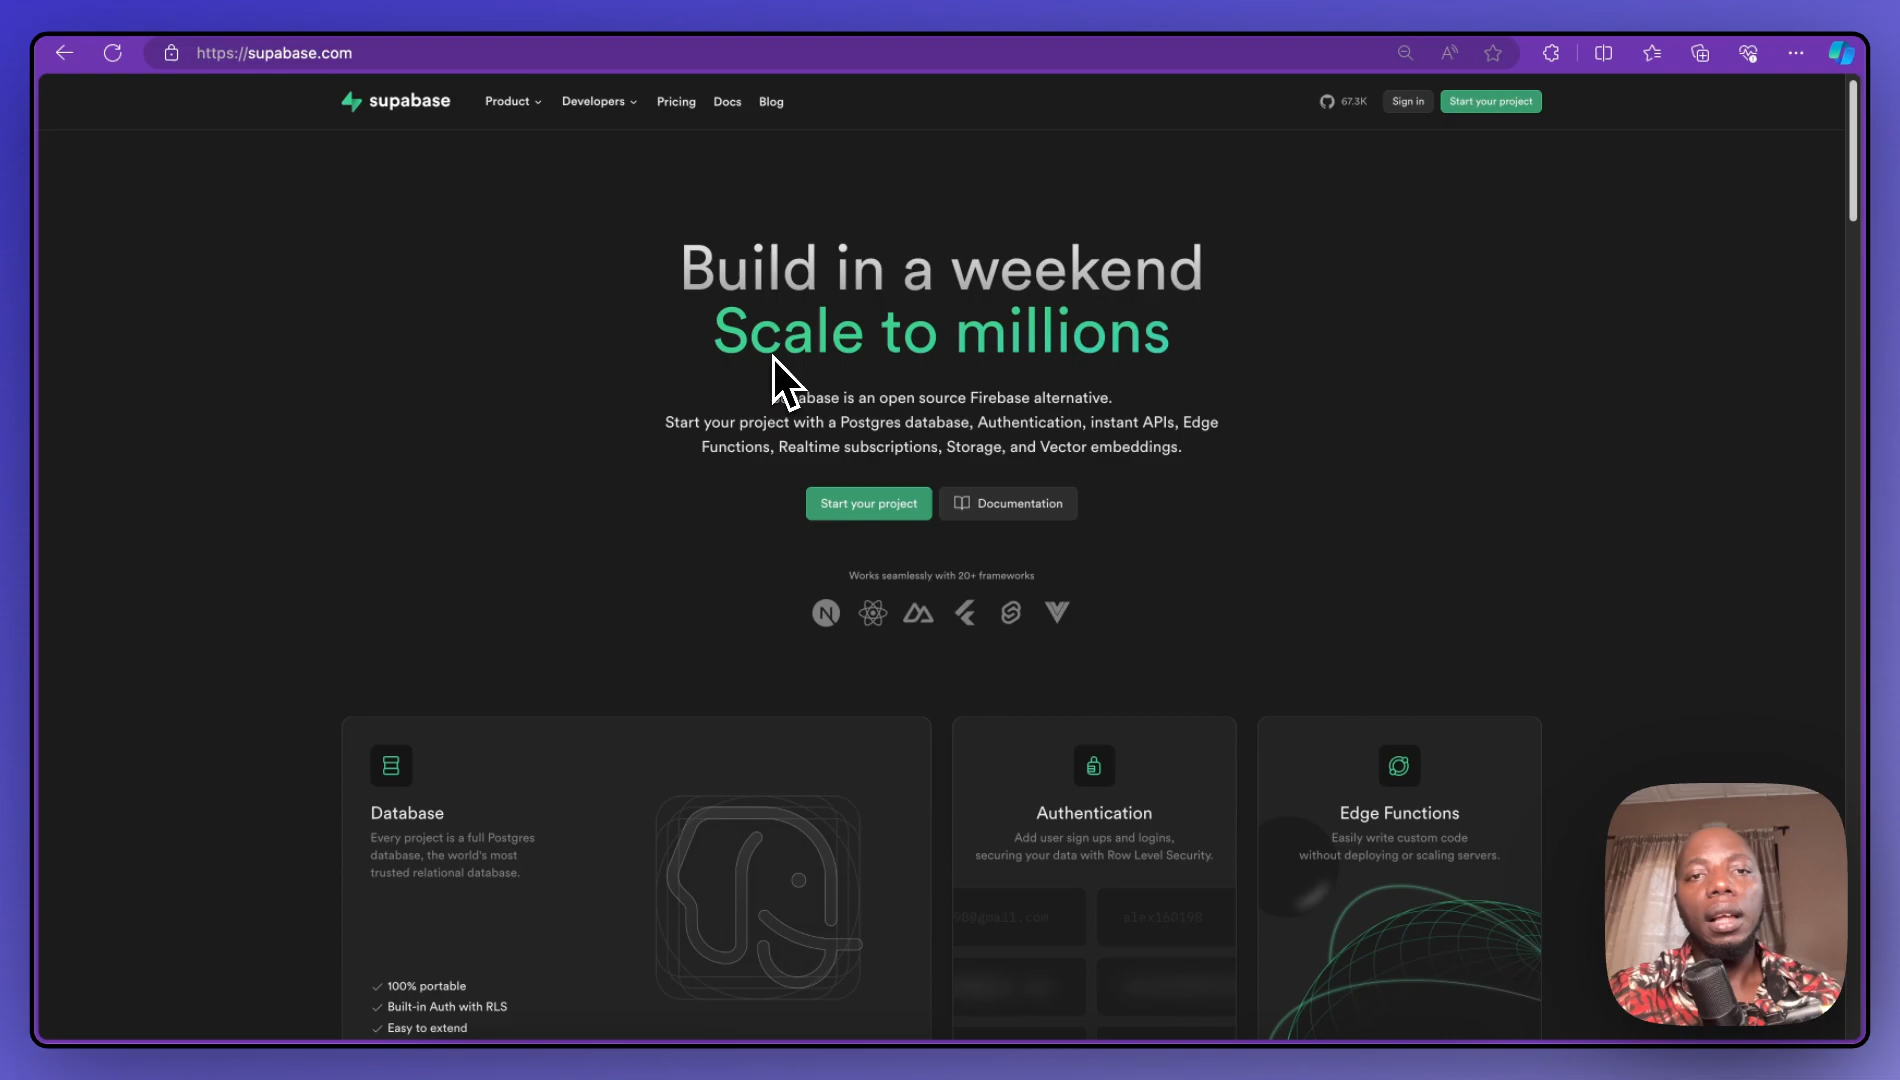 https://supabase.com
supabase
Product
Developers
Pricing
Docs
Blog
67.3K
Sign in
Start your project
Build in a weekend
Scale to millions
abase is an open source Firebase alternative.
Start your project with a Postgres database, Authentication, instant APIs, Edge
Functions, Realtime subscriptions, Storage, and Vector embeddings.
Start your project
Documentation
Works seamlessly with 20+ frameworks
Database
Every project is a full Postgres
database, the world's most
trusted relational database.
100% portable
Built-in Auth with RLS
Easy to extend
Authentication
Add user sign ups and logins,
securing your data with Row Level Security.
@gmail.com
alex160198
Edge Functions
Easily write custom code
without deploying or scaling servers.